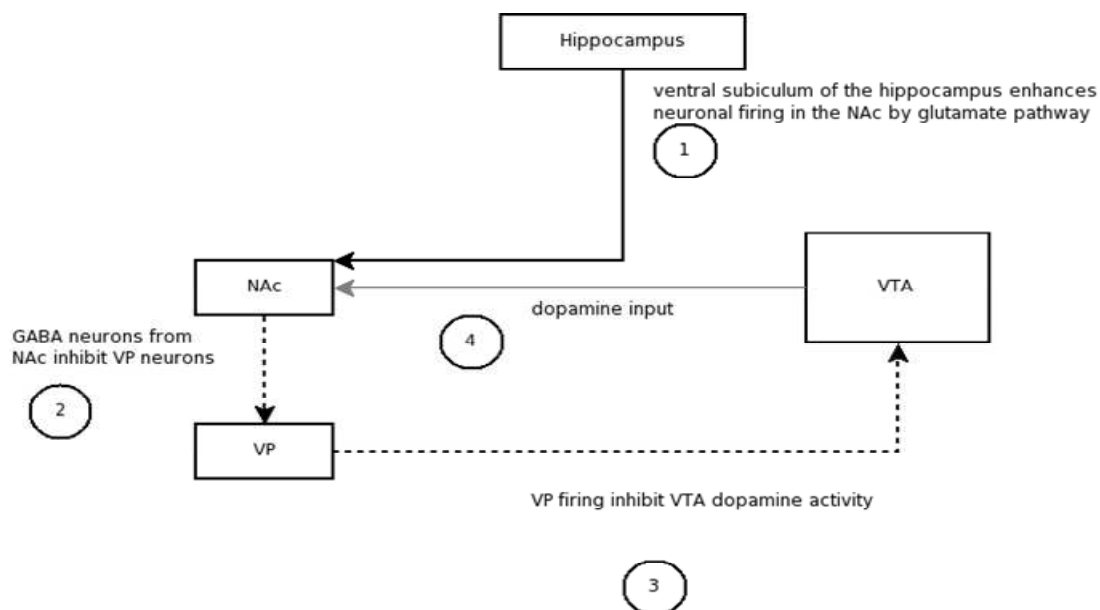 Hippocampus
ventral subiculum of the hippocampus enhances
neuronal firing in the NAc by glutamate pathway
1
NAc
VTA
dopamine input
4
GABA neurons from
NAc inhibit VP neurons
2
VP
VP firing inhibit VTA dopamine activity
3